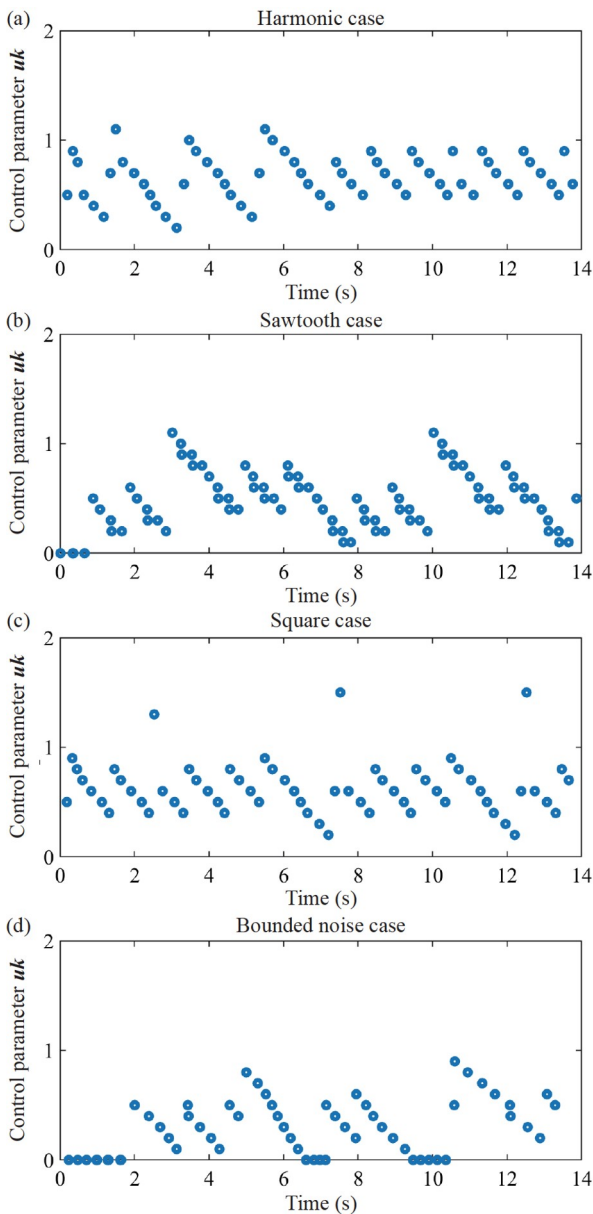 (a) Harmonic case
2
1
0
Control parameter uk
0 2 4 6 8 10 12 14
Time (s)
(b) Sawtooth case
2
1
0
Control parameter uk
0 2 4 6 8 10 12 14
Time (s)
(c) Square case
2
1
0
Control parameter uk
0 2 4 6 8 10 12 14
Time (s)
(d) Bounded noise case
2
1
0
Control parameter uk
0 2 4 6 8 10 12 14
Time (s)